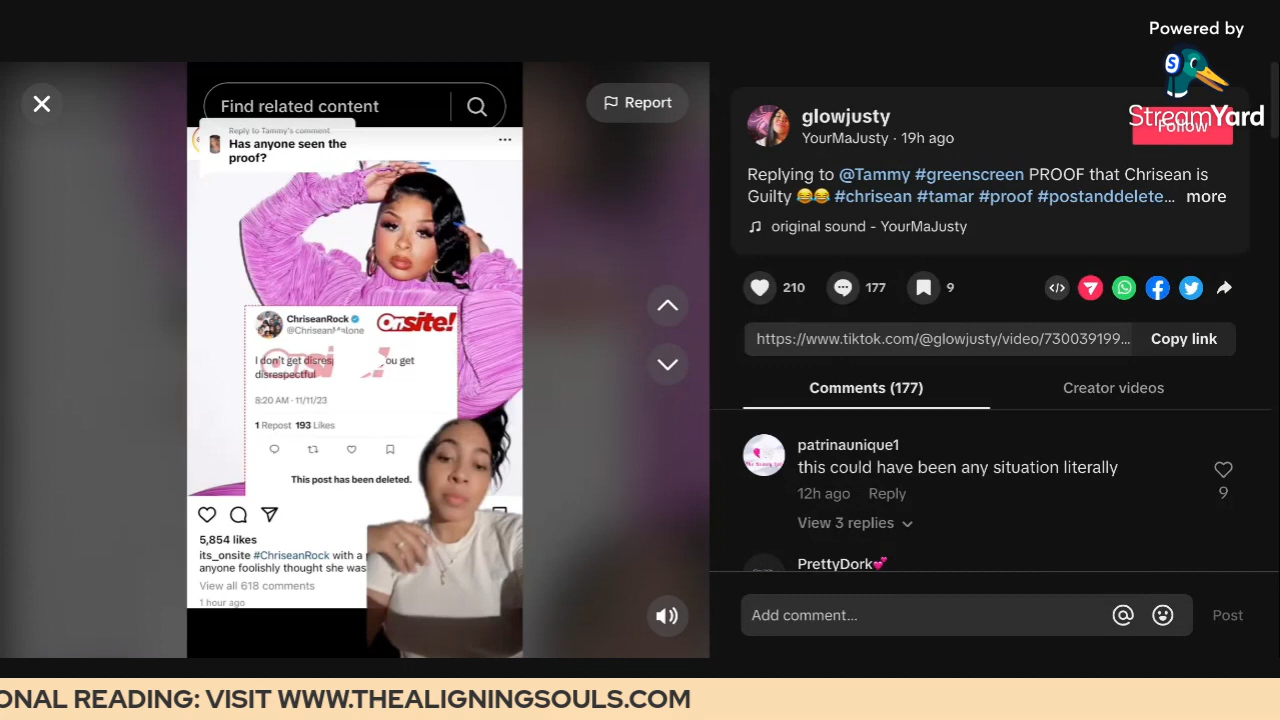 Powered by
StreamYard
Find related content
Report
Reply to Tammy's comment
Has anyone seen the
proof?
ChriseanRock
@ChriseanMalone
Onsite!
I don't get disres ou get
disrespectful
8:20 AM · 11/11/23
1 Repost 193 Likes
This post has been deleted.
5,854 likes
its_onsite #ChriseanRock with a
anyone foolishly thought she was
View all 618 comments
1 hour ago
glowjusty
YourMaJusty · 19h ago
Follow
Replying to @Tammy #greenscreen PROOF that Chrisean is
Guilty 😂😂 #chrisean #tamar #proof #postanddelete... more
original sound - YourMaJusty
210
177
9
https://www.tiktok.com/@glowjusty/video/730039199...
Copy link
Comments (177)
Creator videos
patrinaunique1
this could have been any situation literally
12h ago Reply
9
View 3 replies
PrettyDork💕
Add comment...
Post
ONAL READING: VISIT WWW.THEALIGNINGSOULS.COM